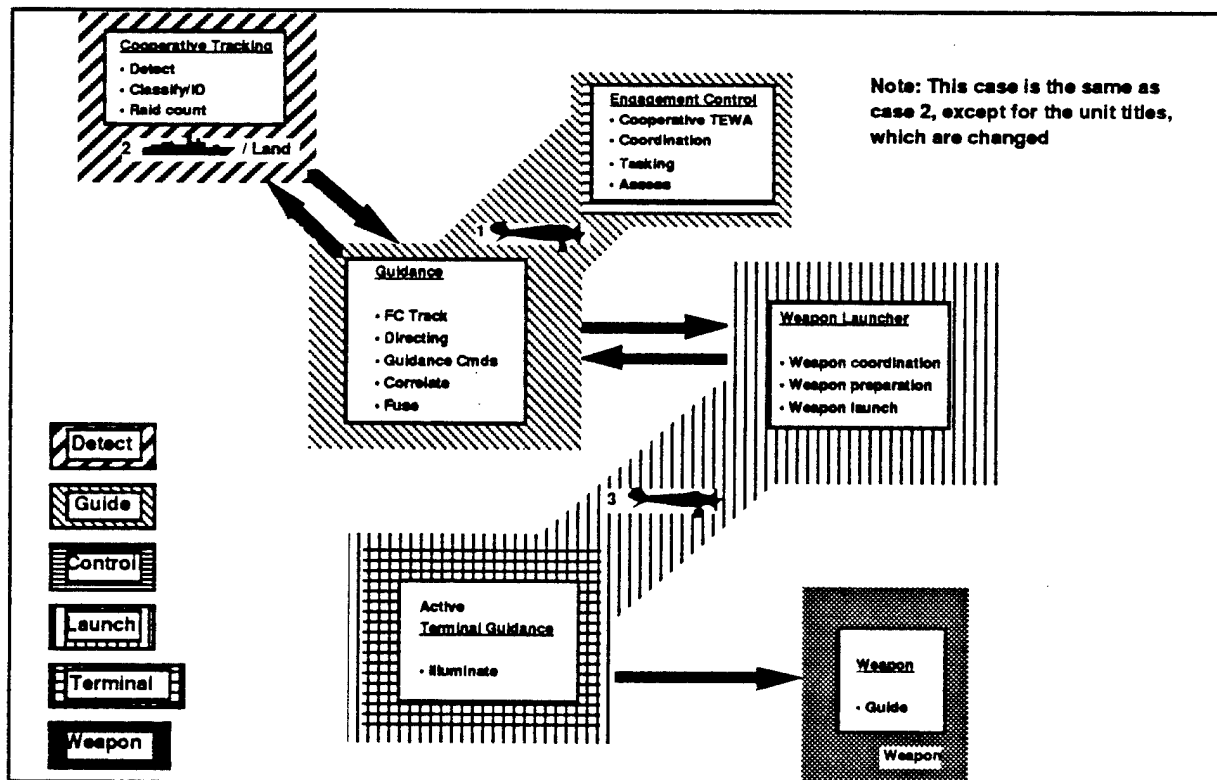 Cooperative Tracking
• Detect
• Classify/ID
• Raid count
2 / Land
Engagement Control
• Cooperative TEWA
• Coordination
• Tasking
• Assess
Note: This case is the same as
case 2, except for the unit titles,
which are changed
1
Guidance
• FC Track
• Directing
• Guidance Cmds
• Correlate
• Fuse
Weapon Launcher
• Weapon coordination
• Weapon preparation
• Weapon launch
3
Detect
Guide
Control
Launch
Terminal
Weapon
Active
Terminal Guidance
• Illuminate
Weapon
• Guide
Weapon